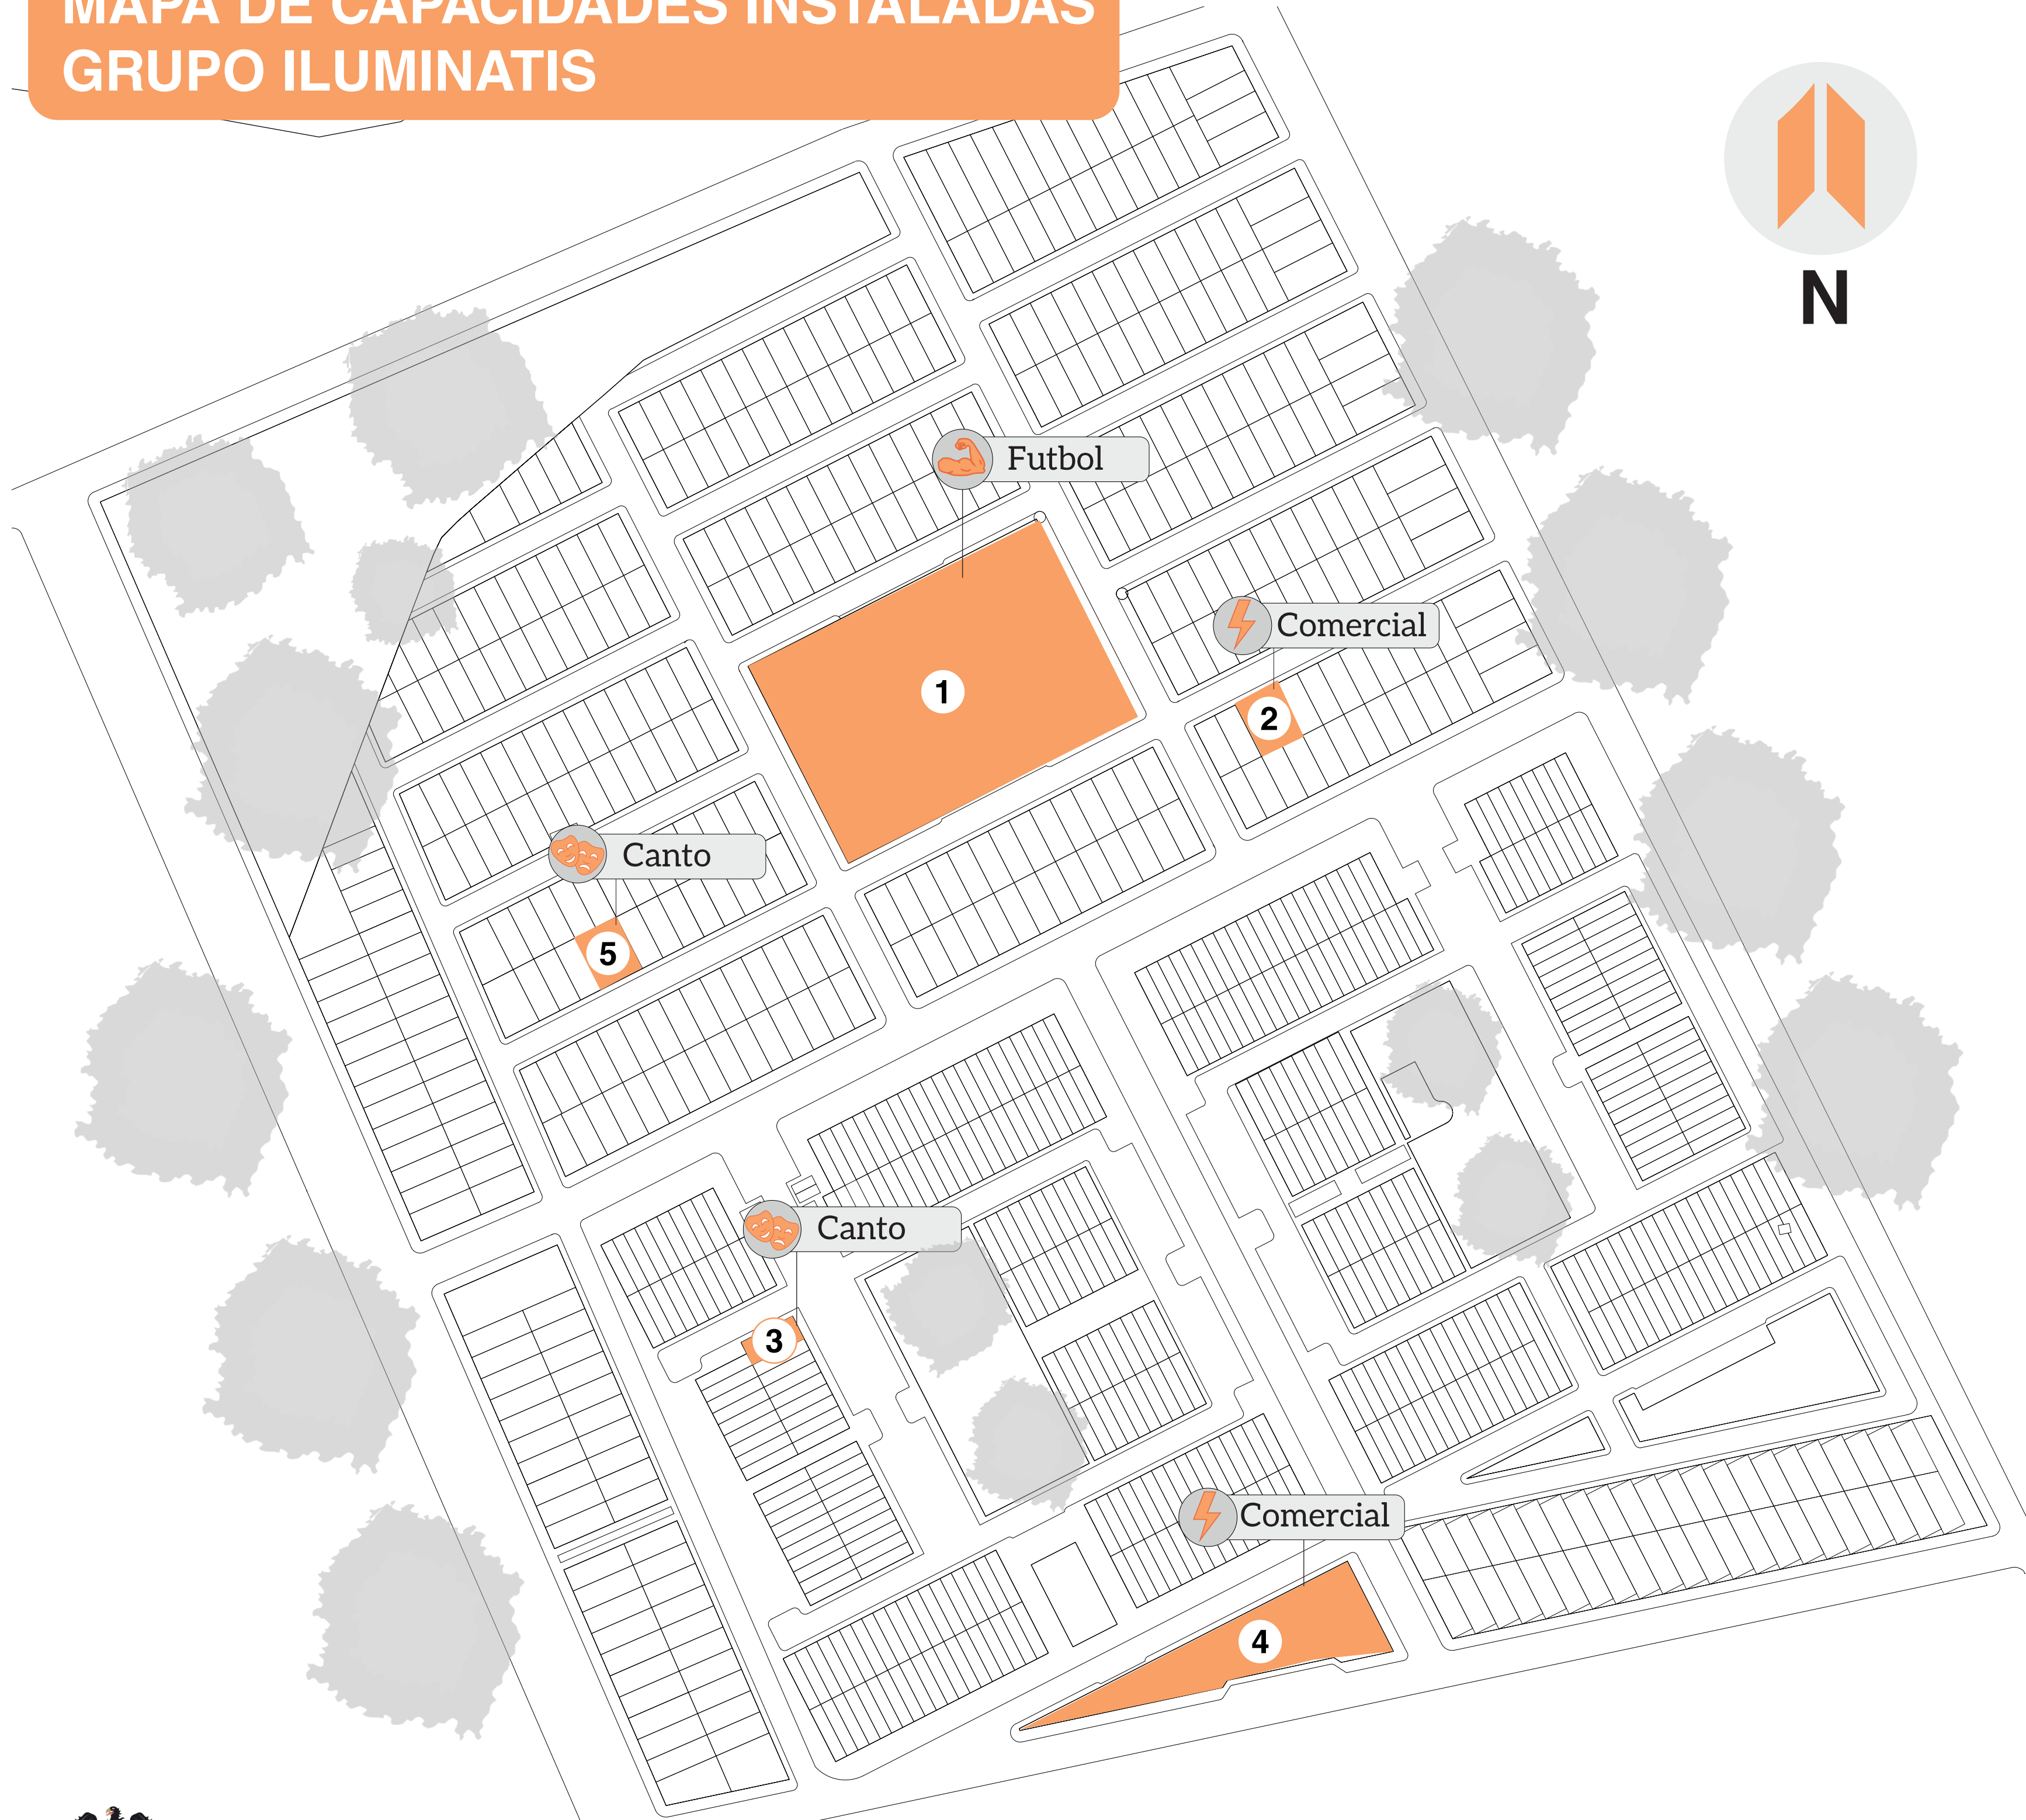 MAPA DE CAPACIDADES INSTALADAS
GRUPO ILUMINATIS
N
Futbol
Comercial
1
2
Canto
5
Canto
3
Comercial
4